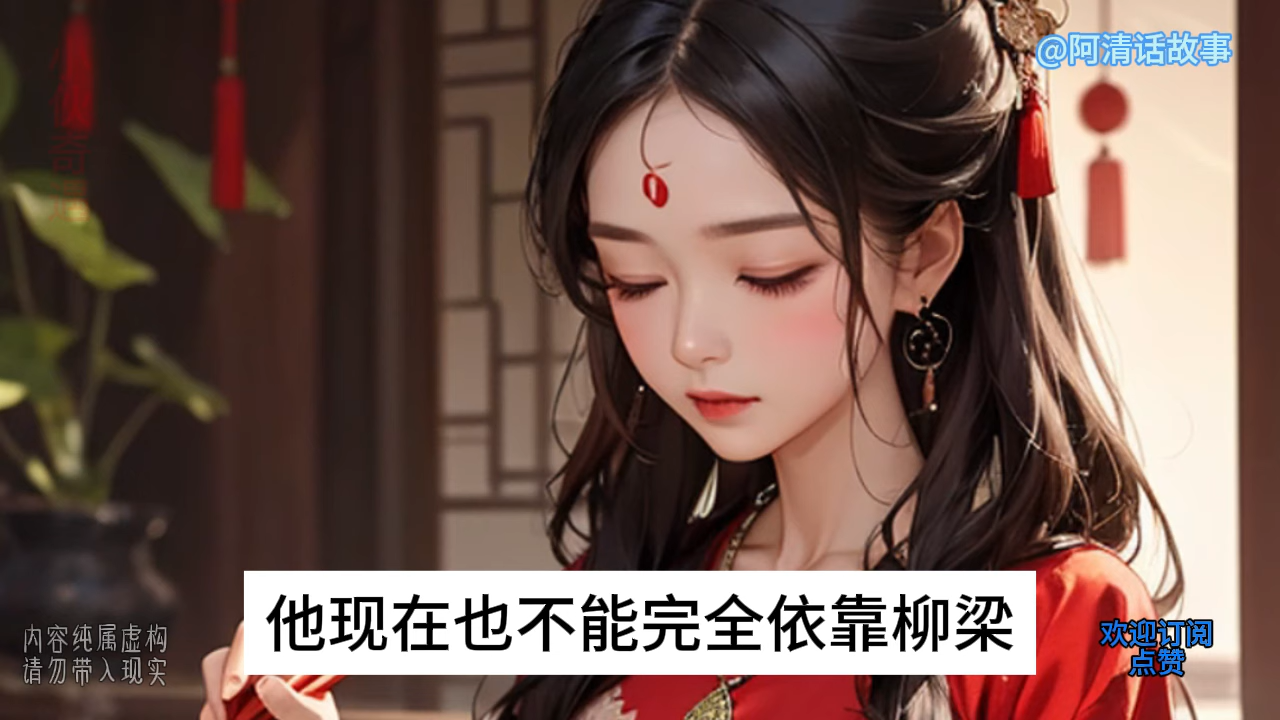 @阿清话故事
他现在也不能完全依靠柳梁
内容纯属虚构
请勿带入现实
欢迎订阅
点赞